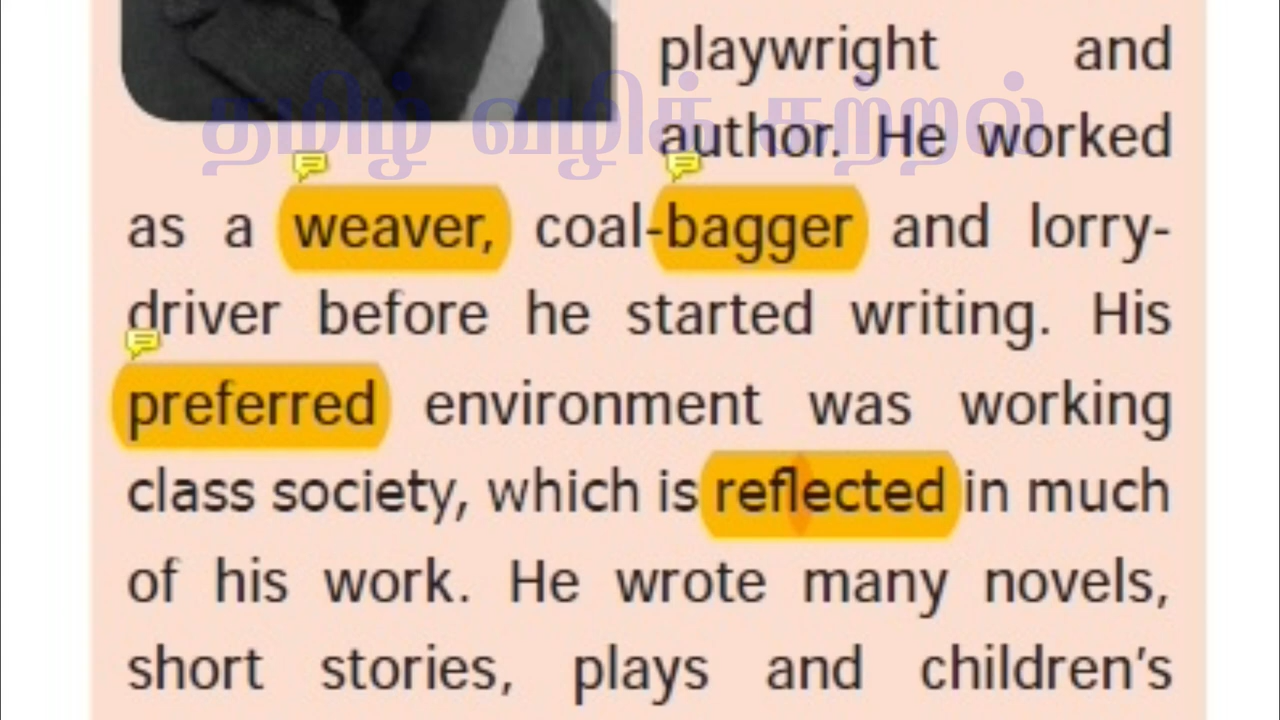 playwright and
தமிழ் வழிக் கற்றல்
author. He worked
as a weaver, coal-bagger and lorry-
driver before he started writing. His
preferred environment was working
class society, which is reflected in much
of his work. He wrote many novels,
short stories, plays and children's